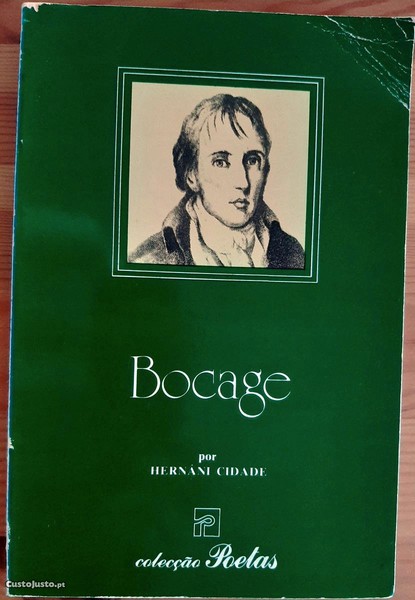 Bocage
por
HERNÂNI CIDADE
colecção Poetas
CustoJusto.pt